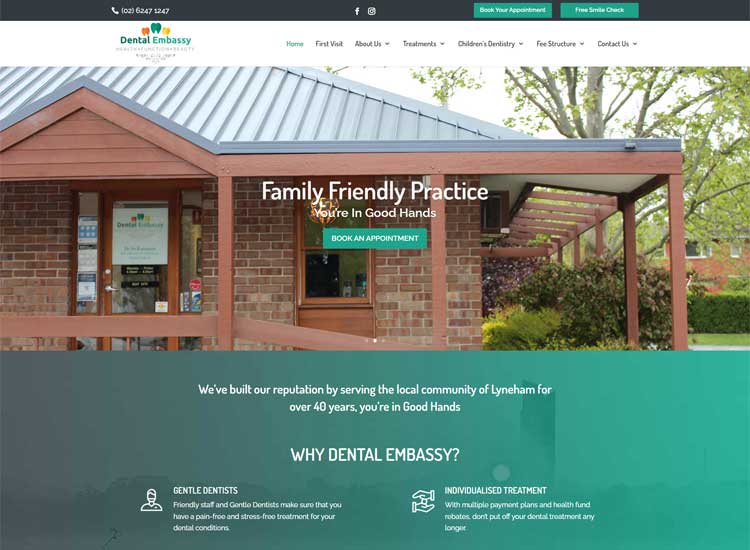 (02) 6247 1247
Book Your Appointment
Free Smile Check
Dental Embassy
HEALTH•FUNCTION•BEAUTY
Home
First Visit
About Us
Treatments
Children's Dentistry
Fee Structure
Contact Us
Dental Embassy
Family Friendly Practice
You're In Good Hands
BOOK AN APPOINTMENT
We've built our reputation by serving the local community of Lyneham for
over 40 years, you're in Good Hands
WHY DENTAL EMBASSY?
GENTLE DENTISTS
Friendly staff and Gentle Dentists make sure that you
have a pain-free and stress-free treatment for your
dental conditions.
INDIVIDUALISED TREATMENT
With multiple payment plans and health fund
rebates, don't put off your dental treatment any
longer.